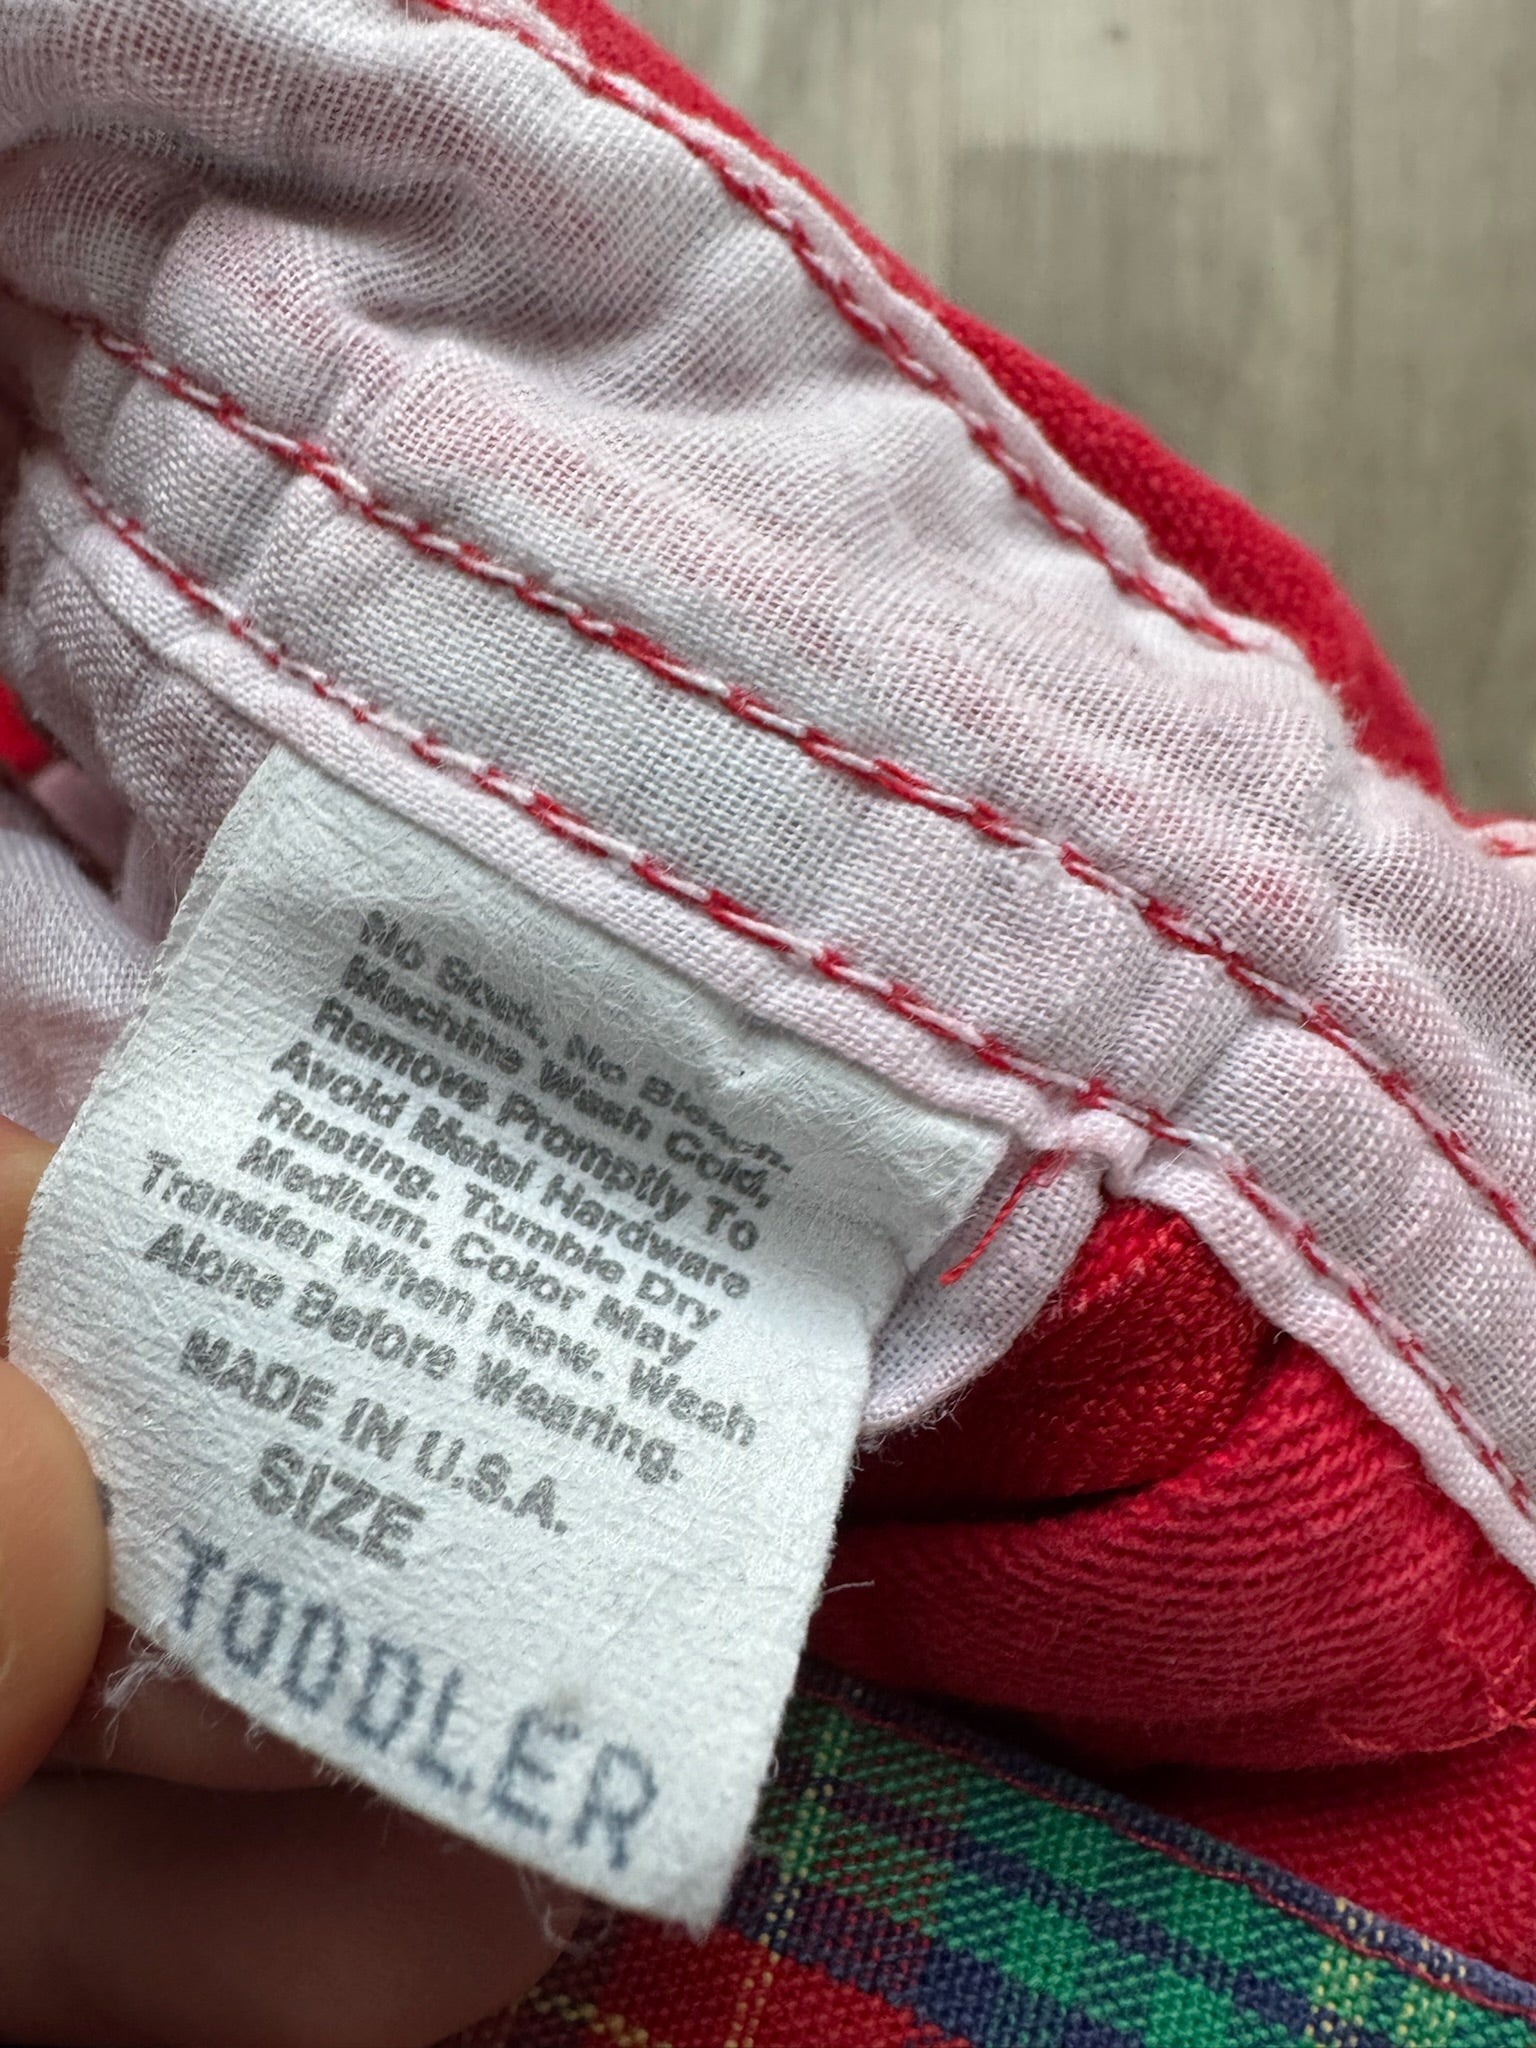 No Starch, No Bleach.
Machine Wash Cold,
Remove Promptly To
Avoid Metal Hardware
Rusting. Tumble Dry
Medium. Color May
Transfer When New. Wash
Alone Before Wearing.
MADE IN U.S.A.
SIZE
TODDLER